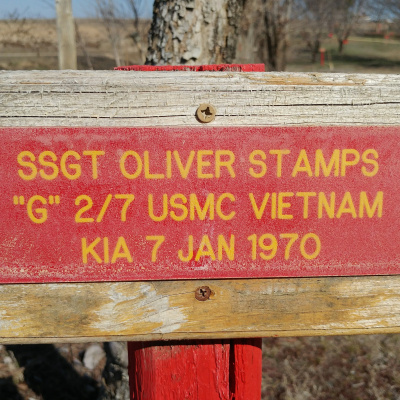 SSGT OLIVER STAMPS
"G" 2/7 USMC VIETNAM
KIA 7 JAN 1970